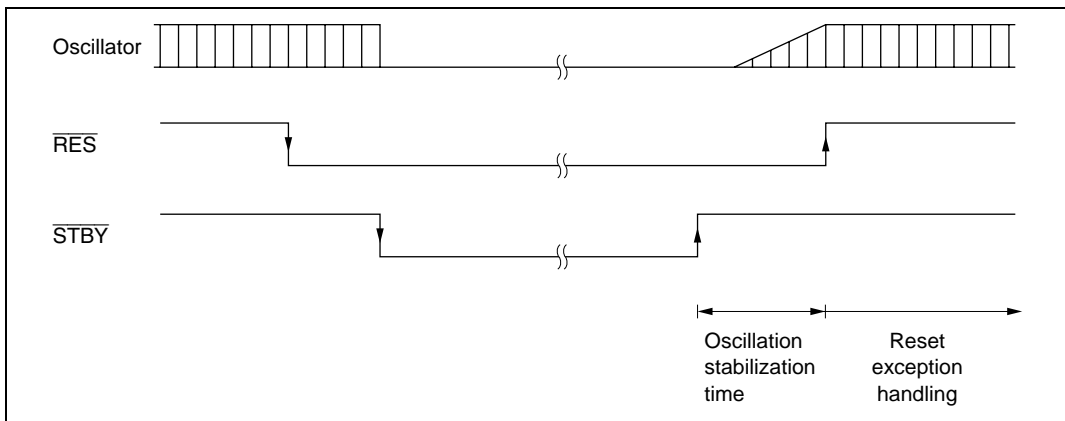 Oscillator
RES
STBY
Oscillation
stabilization
time
Reset
exception
handling